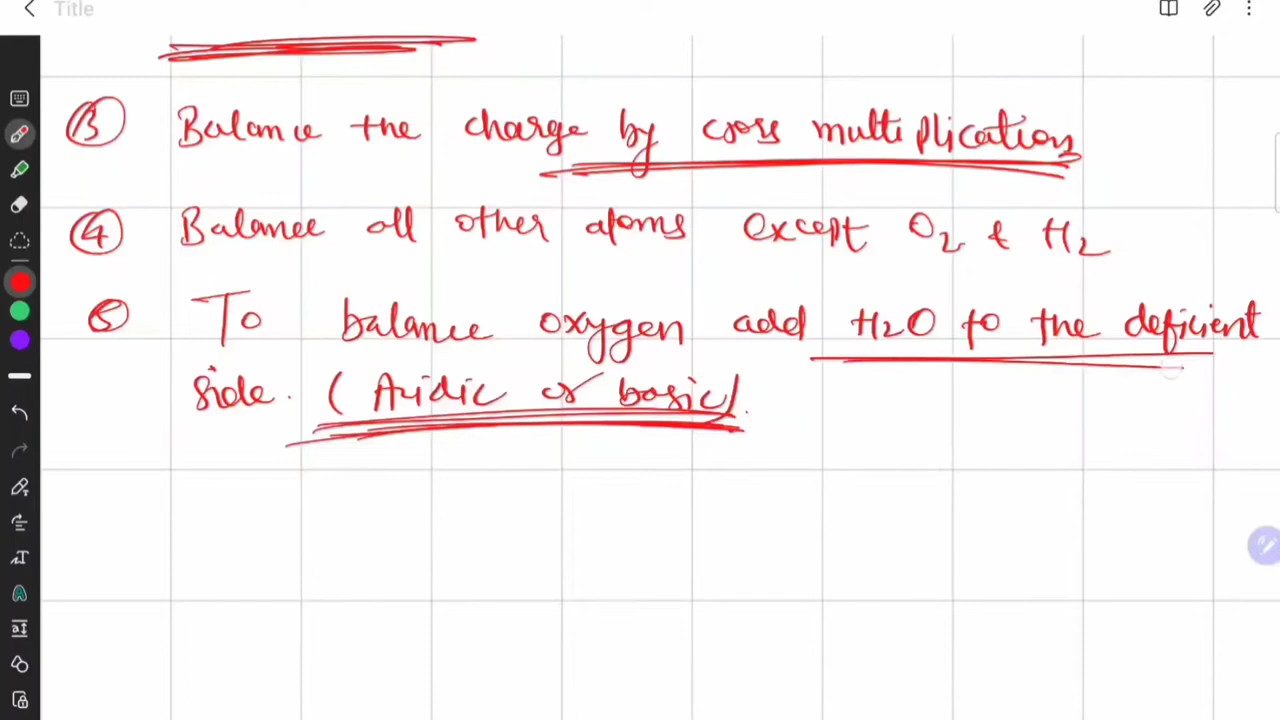 Title
③ Balance the charge by cross multiplication
④ Balance all other atoms except O2 & H2
⑤ To balance oxygen add H2O to the deficient
side. (Acidic or basic).